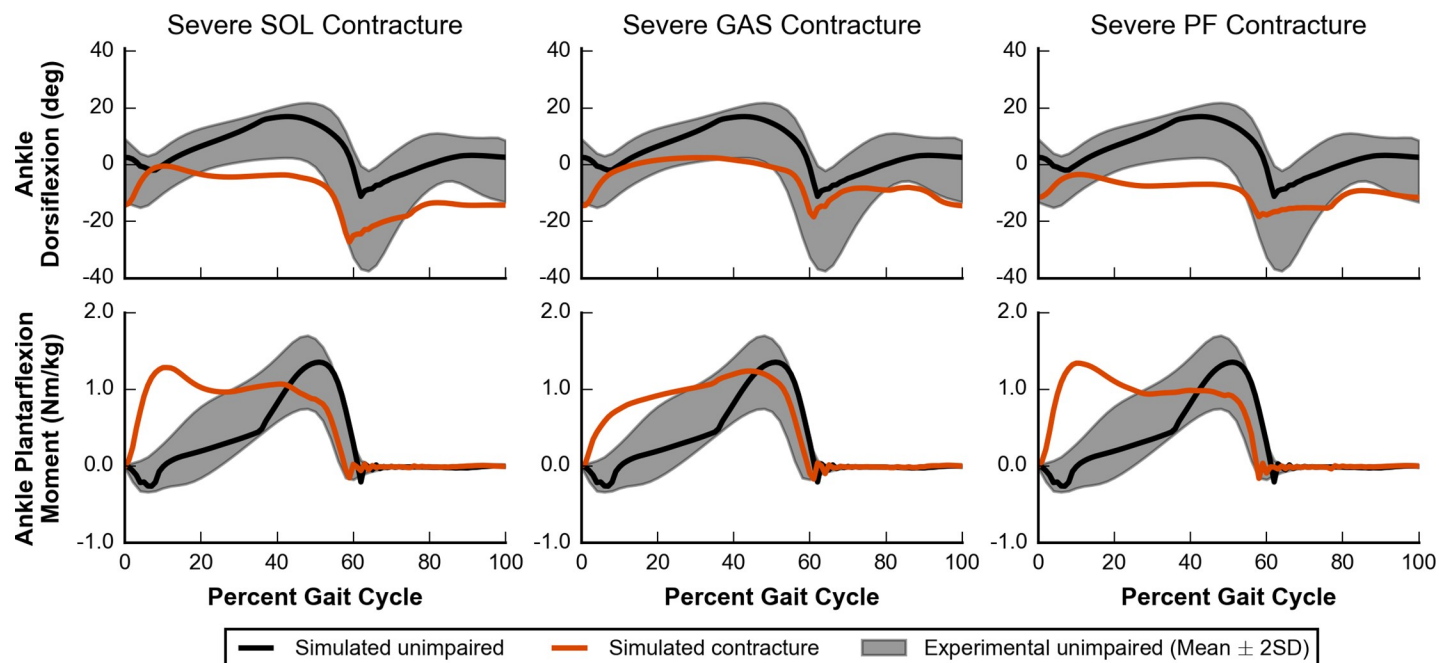 Severe SOL Contracture
Severe GAS Contracture
Severe PF Contracture
Ankle
Dorsiflexion (deg)
40
20
0
-20
-40
40
20
0
-20
-40
40
20
0
-20
-40
Ankle Plantarflexion
Moment (Nm/kg)
2.0
1.0
0.0
-1.0
2.0
1.0
0.0
-1.0
2.0
1.0
0.0
-1.0
0 20 40 60 80 100
0 20 40 60 80 100
0 20 40 60 80 100
Percent Gait Cycle
Percent Gait Cycle
Percent Gait Cycle
Simulated unimpaired
Simulated contracture
Experimental unimpaired (Mean ± 2SD)